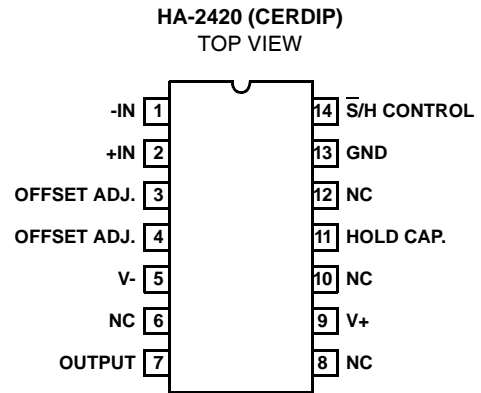 HA-2420 (CERDIP)
TOP VIEW
-IN 1
+IN 2
OFFSET ADJ. 3
OFFSET ADJ. 4
V- 5
NC 6
OUTPUT 7
14 S̅/H CONTROL
13 GND
12 NC
11 HOLD CAP.
10 NC
9 V+
8 NC